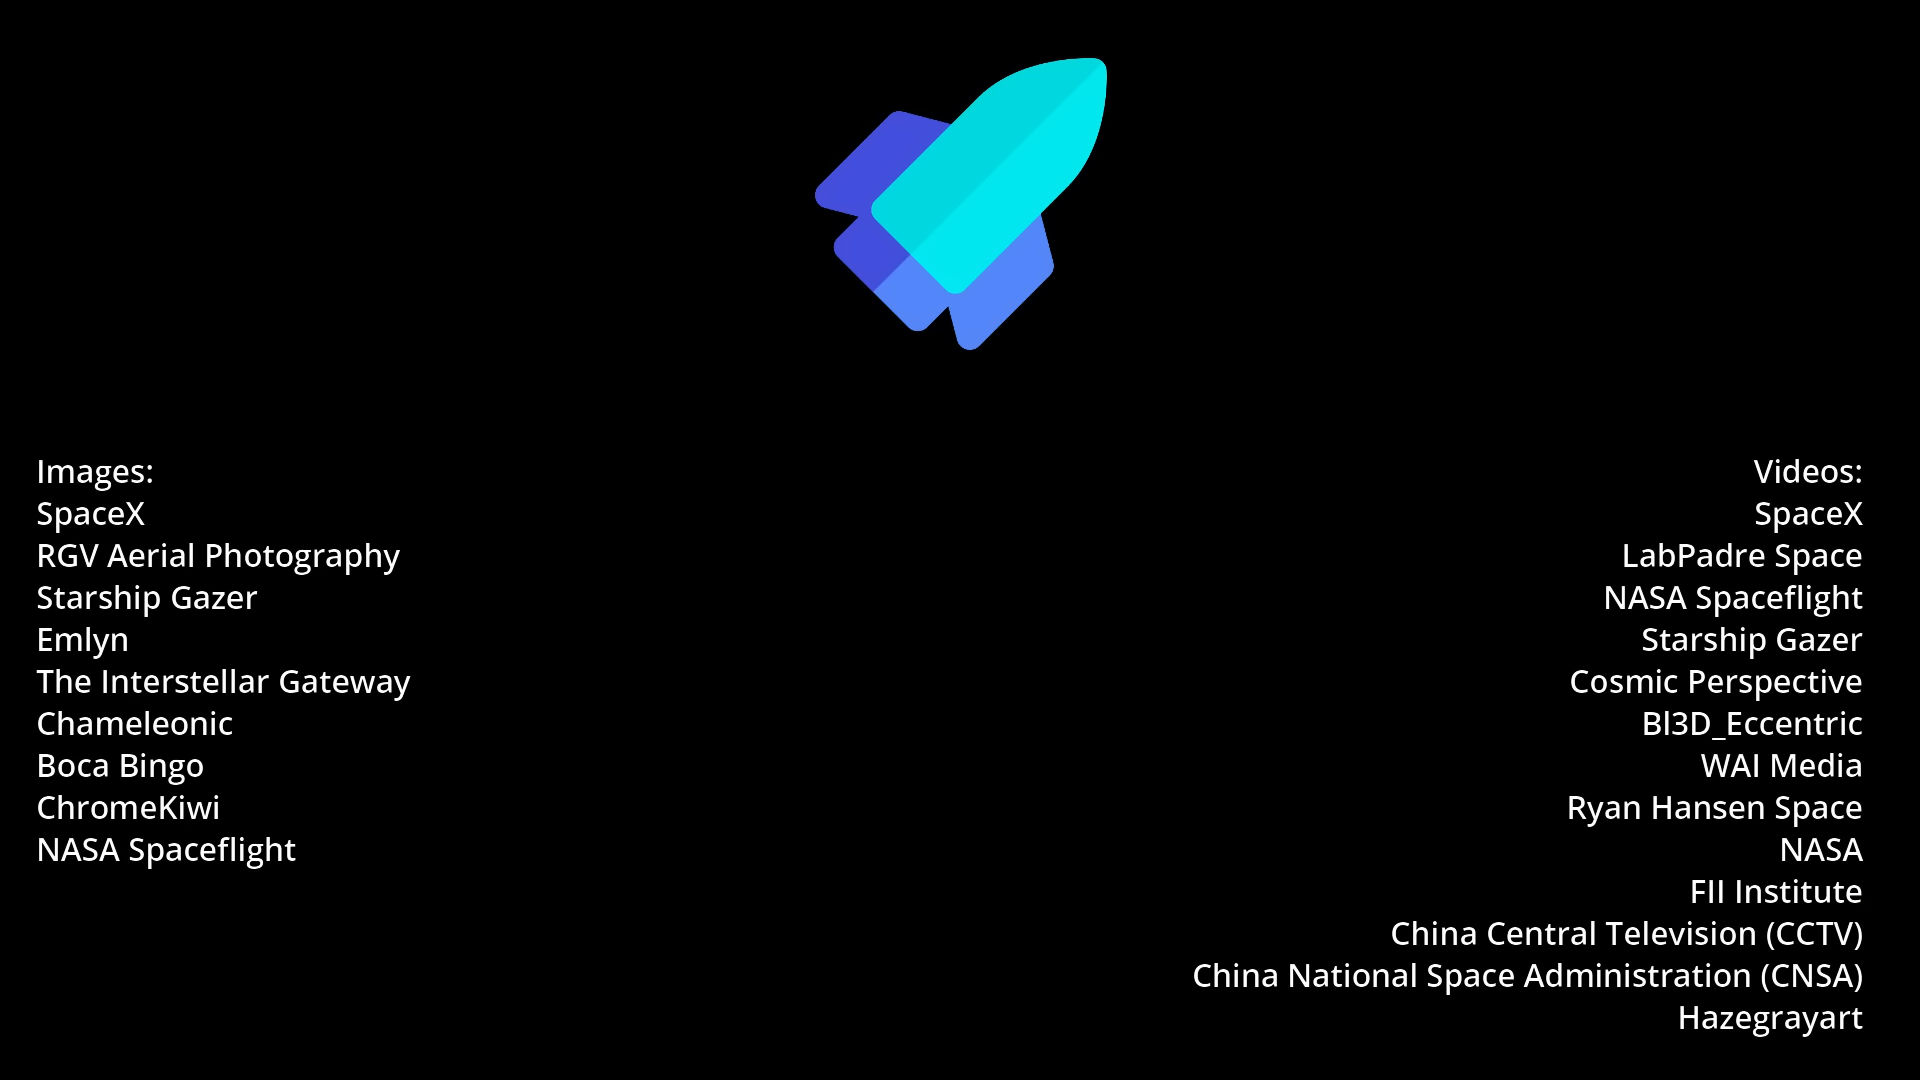 Images:
SpaceX
RGV Aerial Photography
Starship Gazer
Emlyn
The Interstellar Gateway
Chameleonic
Boca Bingo
ChromeKiwi
NASA Spaceflight
Videos:
SpaceX
LabPadre Space
NASA Spaceflight
Starship Gazer
Cosmic Perspective
Bl3D_Eccentric
WAI Media
Ryan Hansen Space
NASA
FII Institute
China Central Television (CCTV)
China National Space Administration (CNSA)
Hazegrayart